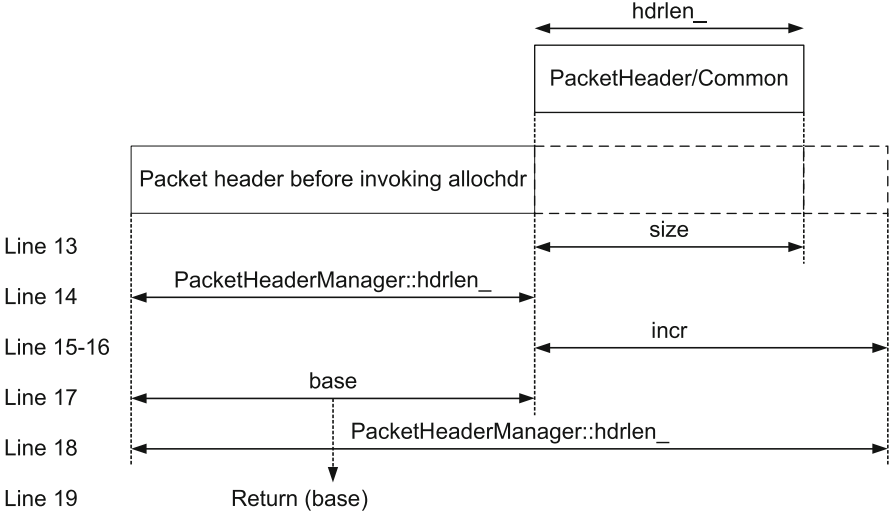 hdrlen_
PacketHeader/Common
Packet header before invoking allochdr
Line 13
size
Line 14
PacketHeaderManager::hdrlen_
Line 15-16
incr
Line 17
base
Line 18
PacketHeaderManager::hdrlen_
Line 19
Return (base)